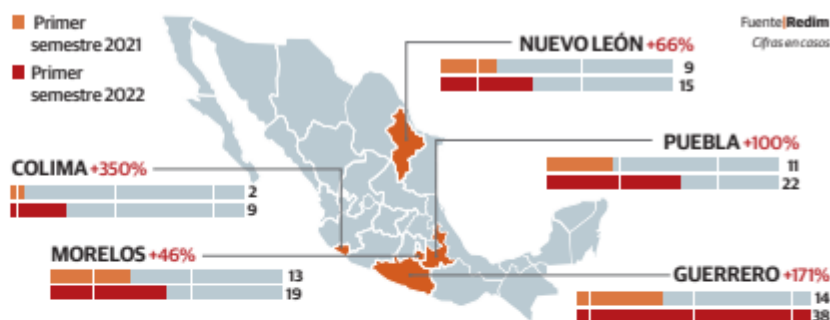 Primer
semestre 2021
Primer
semestre 2022
Fuente|Redim
Cifras en casos
NUEVO LEÓN +66%
9
15
PUEBLA +100%
11
22
COLIMA +350%
2
9
MORELOS +46%
13
19
GUERRERO +171%
14
38